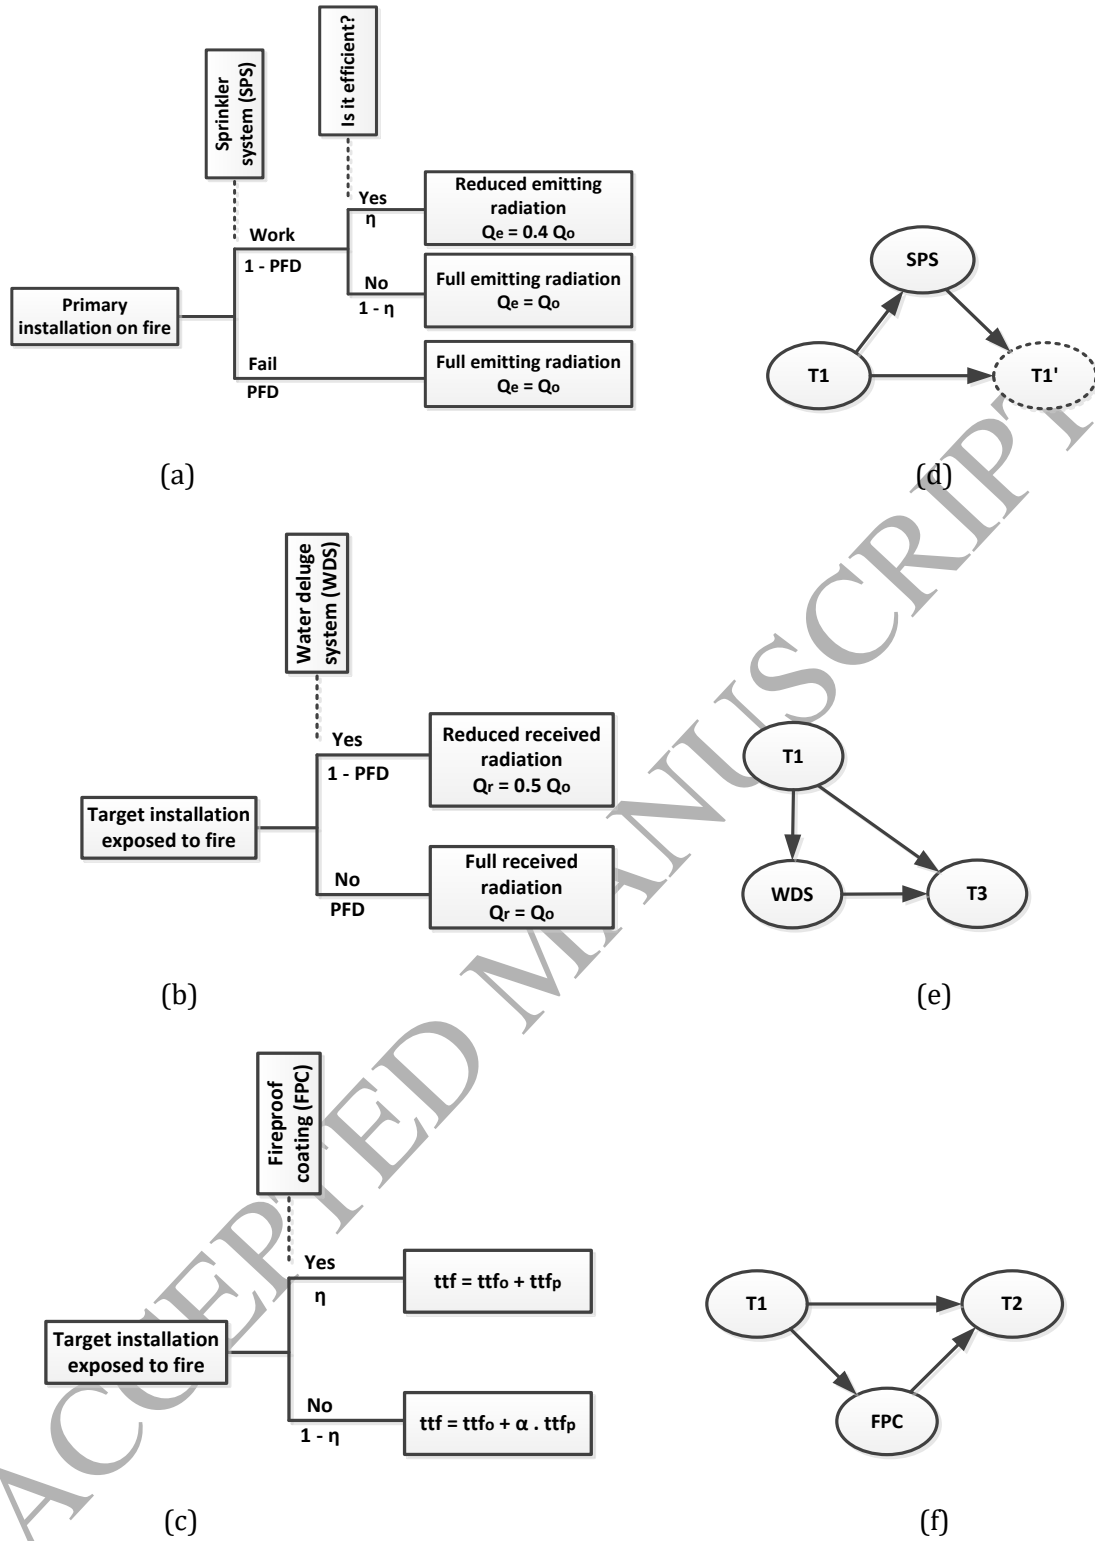 Sprinkler
system (SPS)
Is it efficient?
Yes
η
Reduced emitting
radiation
Qe = 0.4 Qo
Work
1 - PFD
No
1 - η
Full emitting radiation
Qe = Qo
Primary
installation on fire
Fail
PFD
Full emitting radiation
Qe = Qo
SPS
T1
T1'
(a)
(d)
Water deluge
system (WDS)
Yes
1 - PFD
Reduced received
radiation
Qr = 0.5 Qo
Target installation
exposed to fire
No
PFD
Full received
radiation
Qr = Qo
T1
WDS
T3
(b)
(e)
Fireproof
coating (FPC)
Yes
η
ttf = ttfo + ttfp
Target installation
exposed to fire
No
1 - η
ttf = ttfo + α . ttfp
T1
T2
FPC
(c)
(f)
ACCEPTED MANUSCRIPT